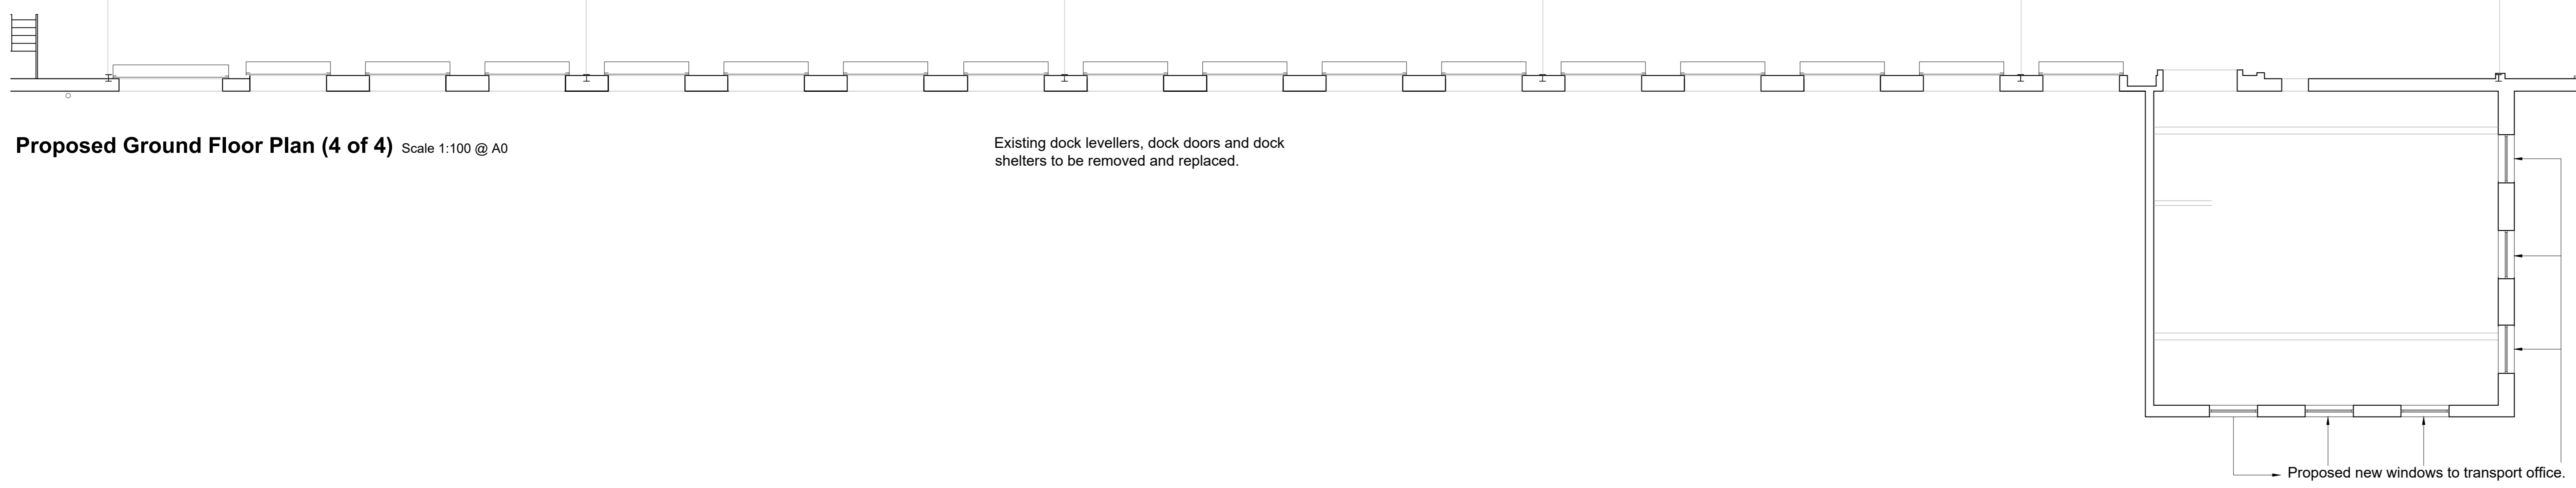 Proposed Ground Floor Plan (4 of 4) Scale 1:100 @ A0
Existing dock levellers, dock doors and dock
shelters to be removed and replaced.
Proposed new windows to transport office.